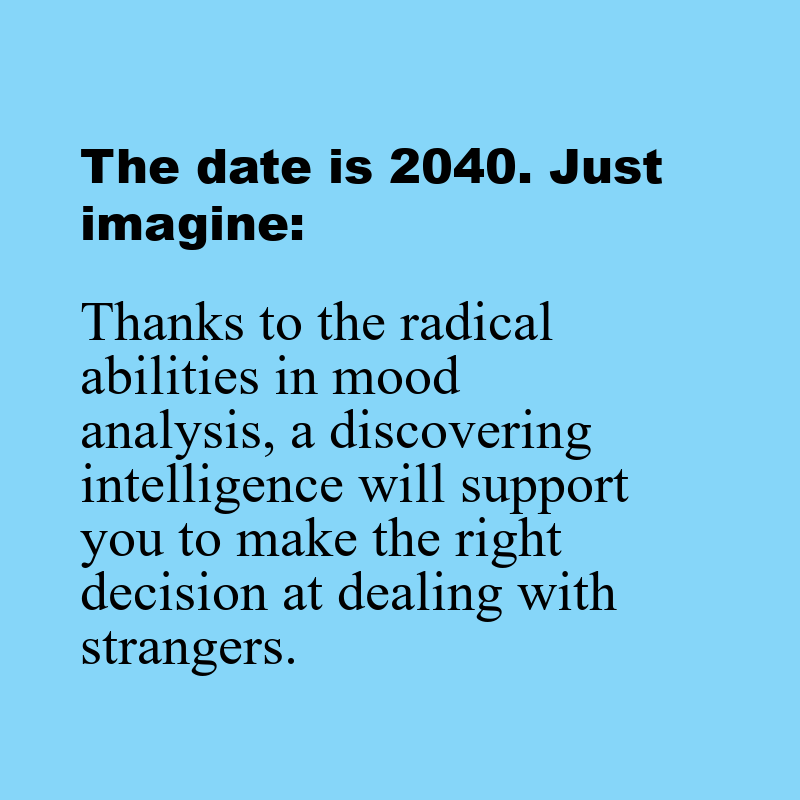 The date is 2040. Just
imagine:
Thanks to the radical
abilities in mood
analysis, a discovering
intelligence will support
you to make the right
decision at dealing with
strangers.